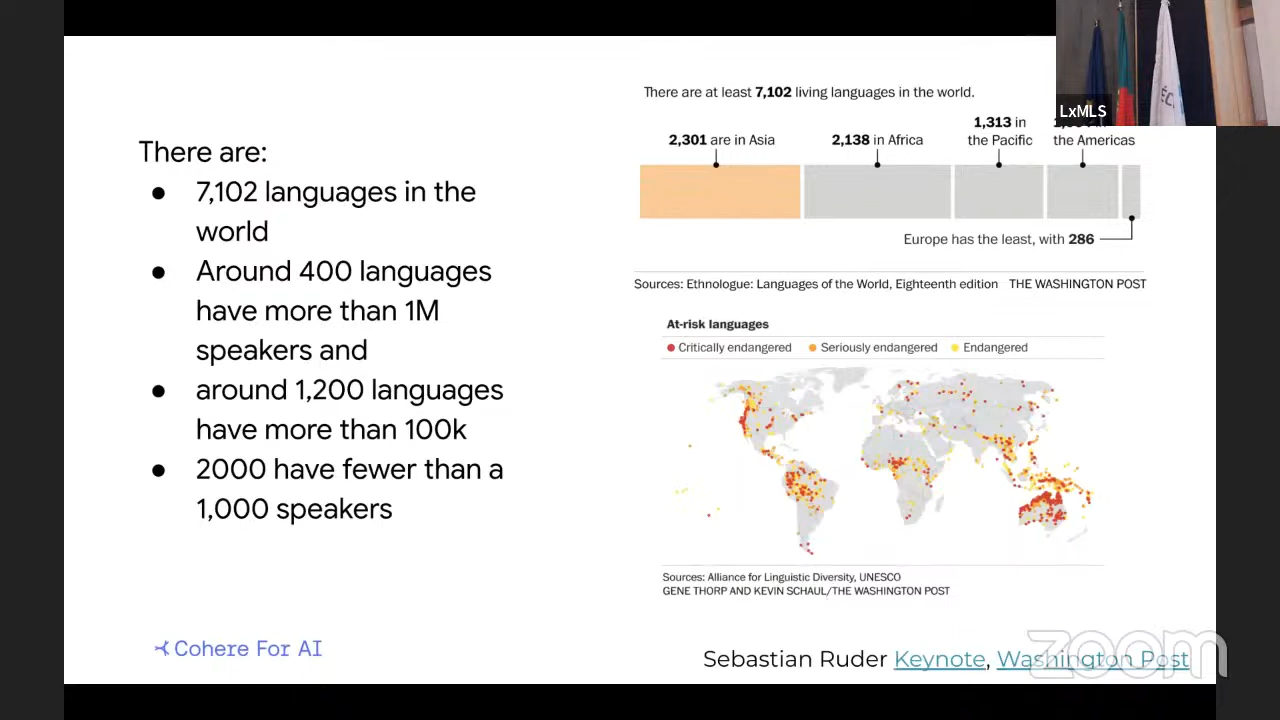 There are:
● 7,102 languages in the
world
● Around 400 languages
have more than 1M
speakers and
● around 1,200 languages
have more than 100k
● 2000 have fewer than a
1,000 speakers
Cohere For AI
There are at least 7,102 living languages in the world.
2,301 are in Asia
2,138 in Africa
1,313 in
the Pacific
the Americas
Europe has the least, with 286
Sources: Ethnologue: Languages of the World, Eighteenth edition THE WASHINGTON POST
At-risk languages
Critically endangered Seriously endangered Endangered
Sources: Alliance for Linguistic Diversity, UNESCO
GENE THORP AND KEVIN SCHAUL/THE WASHINGTON POST
Sebastian Ruder Keynote, Washington Post
zoom
LxMLS